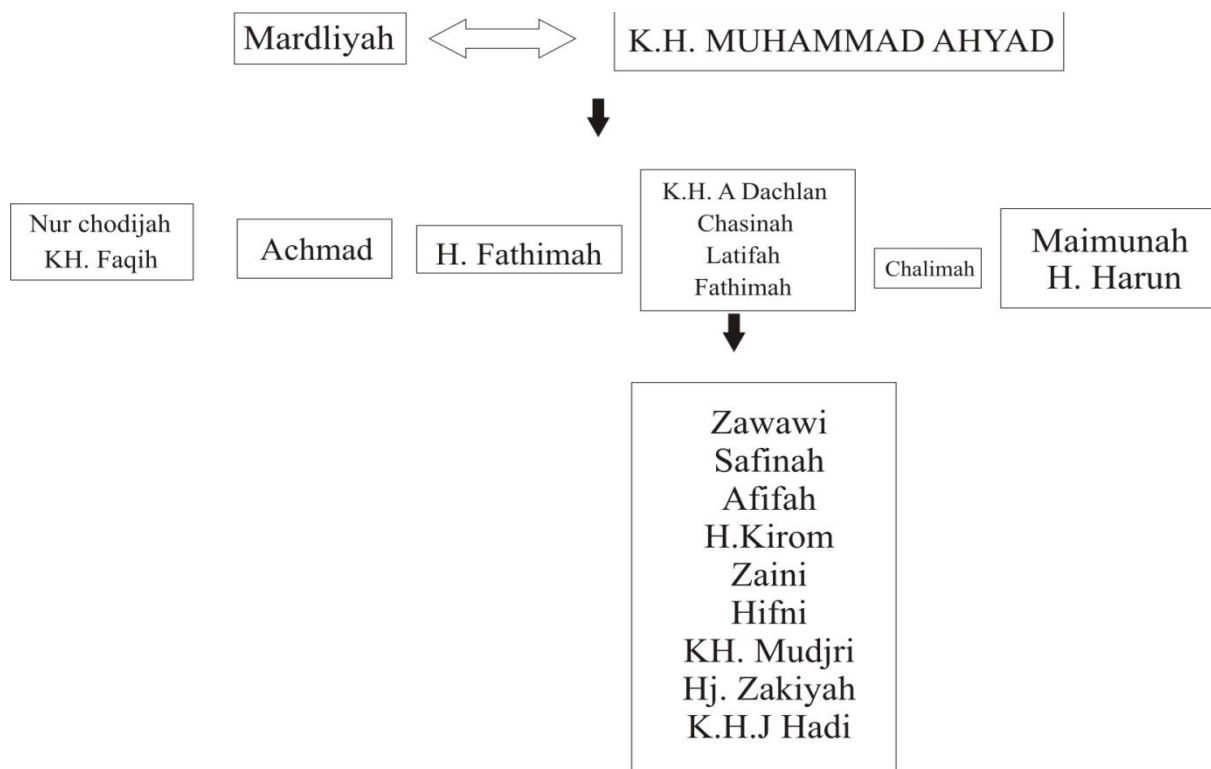 Mardliyah
K.H. MUHAMMAD AHYAD
Nur chodijah
KH. Faqih
Achmad
H. Fathimah
K.H. A Dachlan
Chasinah
Latifah
Fathimah
Chalimah
Maimunah
H. Harun
Zawawi
Safinah
Afifah
H.Kirom
Zaini
Hifni
KH. Mudjri
Hj. Zakiyah
K.H.J Hadi